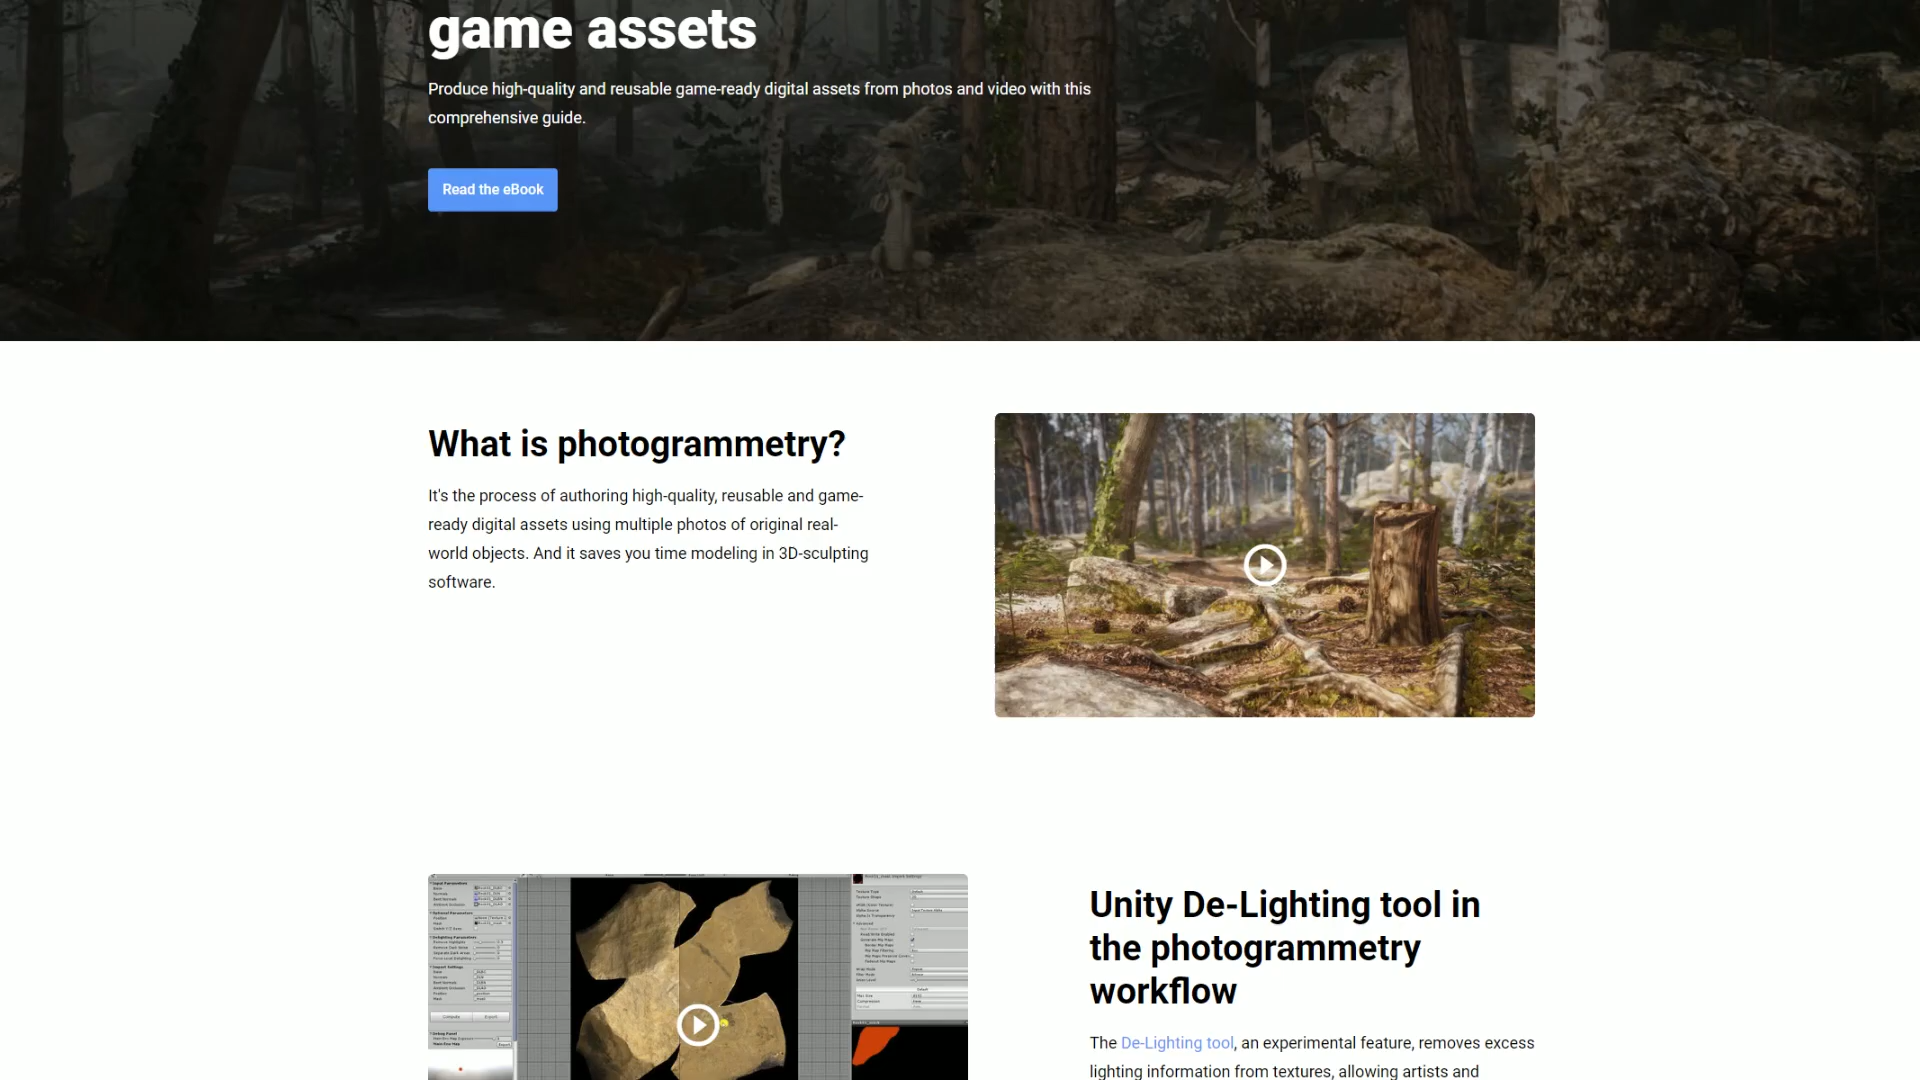 game assets
Produce high-quality and reusable game-ready digital assets from photos and video with this
comprehensive guide.
Read the eBook
What is photogrammetry?
It's the process of authoring high-quality, reusable and game-
ready digital assets using multiple photos of original real-
world objects. And it saves you time modeling in 3D-sculpting
software.
Unity De-Lighting tool in
the photogrammetry
workflow
The De-Lighting tool, an experimental feature, removes excess
lighting information from textures, allowing artists and